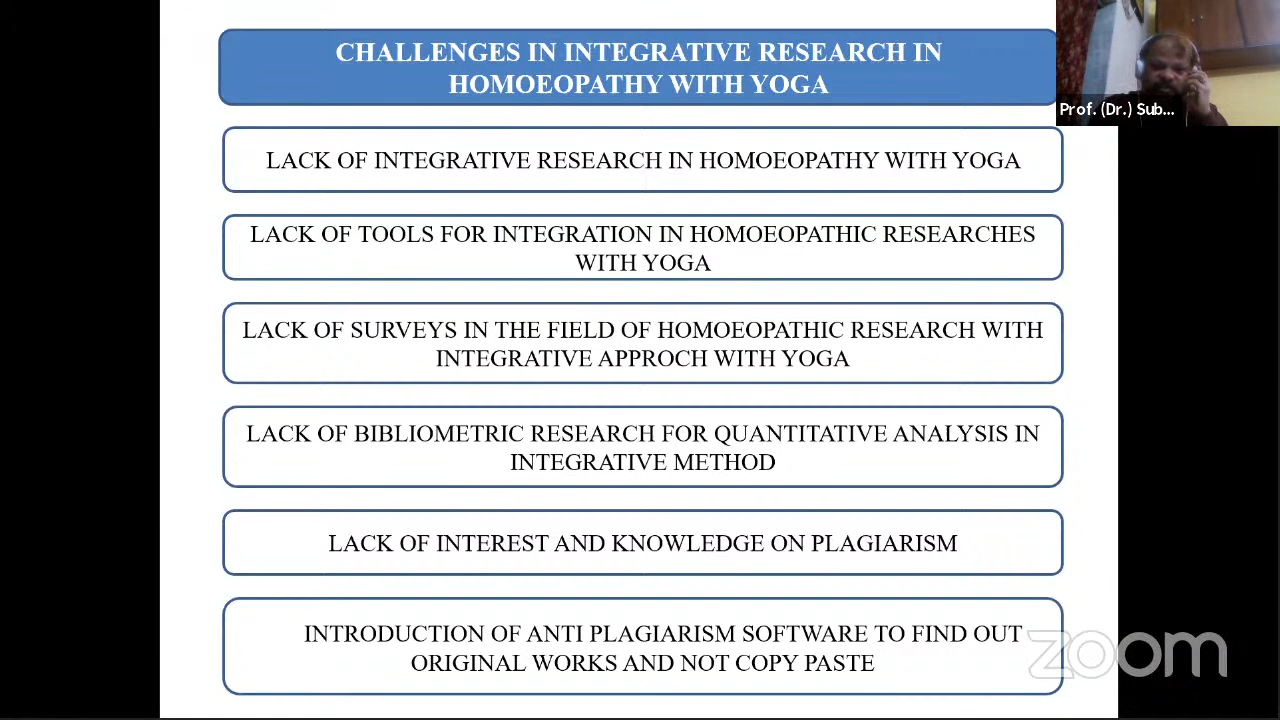 CHALLENGES IN INTEGRATIVE RESEARCH IN
HOMOEOPATHY WITH YOGA
Prof. (Dr.) Sub...
LACK OF INTEGRATIVE RESEARCH IN HOMOEOPATHY WITH YOGA
LACK OF TOOLS FOR INTEGRATION IN HOMOEOPATHIC RESEARCHES
WITH YOGA
LACK OF SURVEYS IN THE FIELD OF HOMOEOPATHIC RESEARCH WITH
INTEGRATIVE APPROCH WITH YOGA
LACK OF BIBLIOMETRIC RESEARCH FOR QUANTITATIVE ANALYSIS IN
INTEGRATIVE METHOD
LACK OF INTEREST AND KNOWLEDGE ON PLAGIARISM
INTRODUCTION OF ANTI PLAGIARISM SOFTWARE TO FIND OUT
ORIGINAL WORKS AND NOT COPY PASTE
zoom